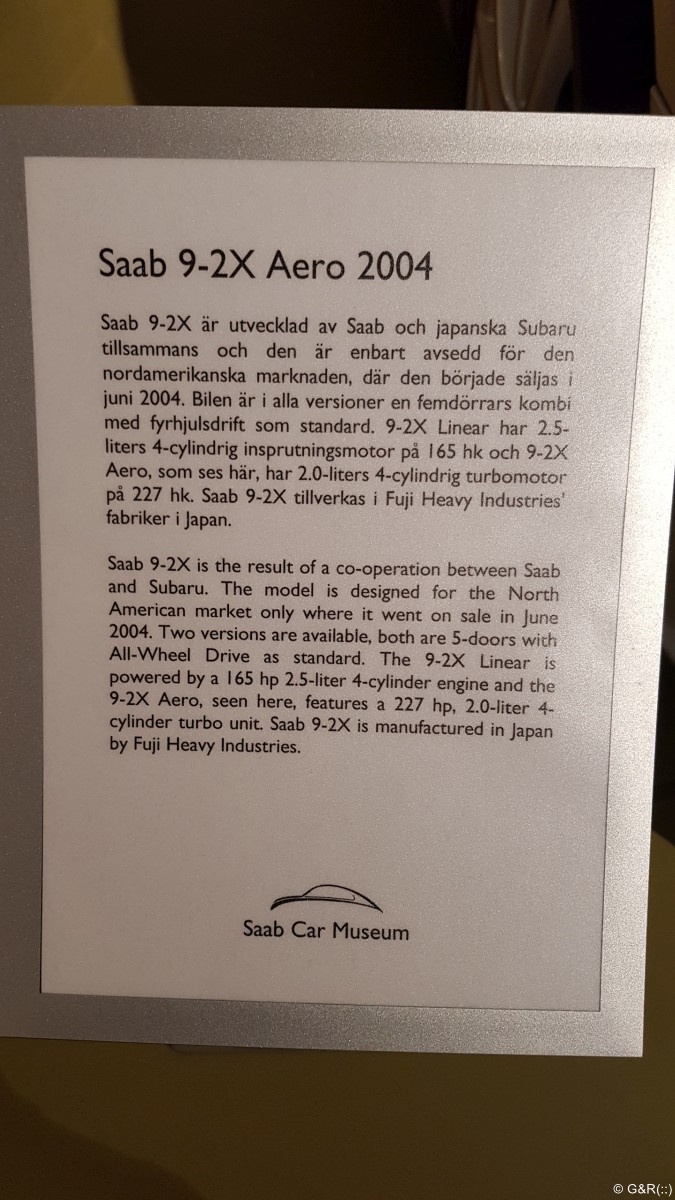 Saab 9-2X Aero 2004
Saab 9-2X är utvecklad av Saab och japanska Subaru
tillsammans och den är enbart avsedd för den
nordamerikanska marknaden, där den började säljas i
juni 2004. Bilen är i alla versioner en femdörrars kombi
med fyrhjulsdrift som standard. 9-2X Linear har 2.5-
liters 4-cylindrig insprutningsmotor på 165 hk och 9-2X
Aero, som ses här, har 2.0-liters 4-cylindrig turbomotor
på 227 hk. Saab 9-2X tillverkas i Fuji Heavy Industries'
fabriker i Japan.
Saab 9-2X is the result of a co-operation between Saab
and Subaru. The model is designed for the North
American market only where it went on sale in June
2004. Two versions are available, both are 5-doors with
All-Wheel Drive as standard. The 9-2X Linear is
powered by a 165 hp 2.5-liter 4-cylinder engine and the
9-2X Aero, seen here, features a 227 hp, 2.0-liter 4-
cylinder turbo unit. Saab 9-2X is manufactured in Japan
by Fuji Heavy Industries.
Saab Car Museum
© G&R(::)